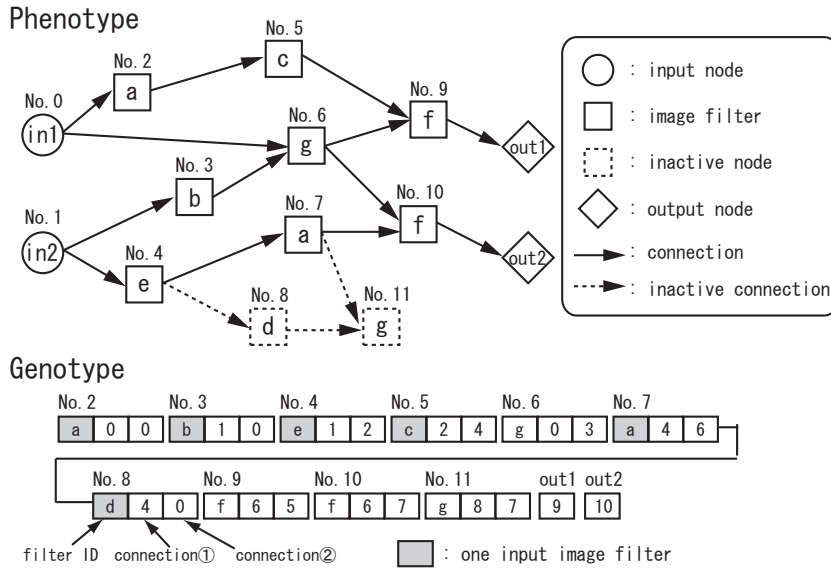 Phenotype
No. 0
in1
No. 1
in2
No. 2
a
No. 3
b
No. 4
e
No. 5
c
No. 6
g
No. 7
a
No. 8
d
No. 9
f
No. 10
f
No. 11
g
out1
out2
: input node
: image filter
: inactive node
: output node
: connection
: inactive connection
Genotype
No. 2 No. 3 No. 4 No. 5 No. 6 No. 7
a 0 0 b 1 0 e 1 2 c 2 4 g 0 3 a 4 6
No. 8 No. 9 No. 10 No. 11 out1 out2
d 4 0 f 6 5 f 6 7 g 8 7 9 10
filter ID connection① connection② : one input image filter